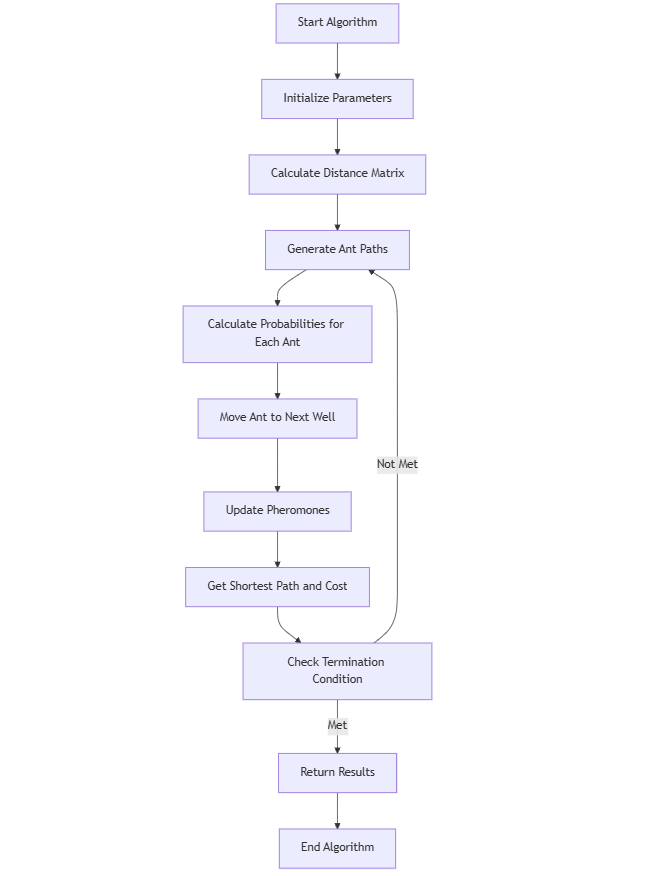 Start Algorithm
Initialize Parameters
Calculate Distance Matrix
Generate Ant Paths
Calculate Probabilities for
Each Ant
Move Ant to Next Well
Not Met
Update Pheromones
Get Shortest Path and Cost
Check Termination
Condition
Met
Return Results
End Algorithm